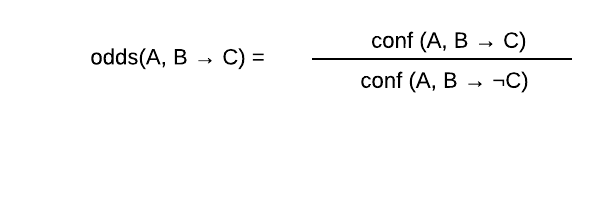 conf (A, B → C)
odds(A, B → C) =
conf (A, B → ¬C)